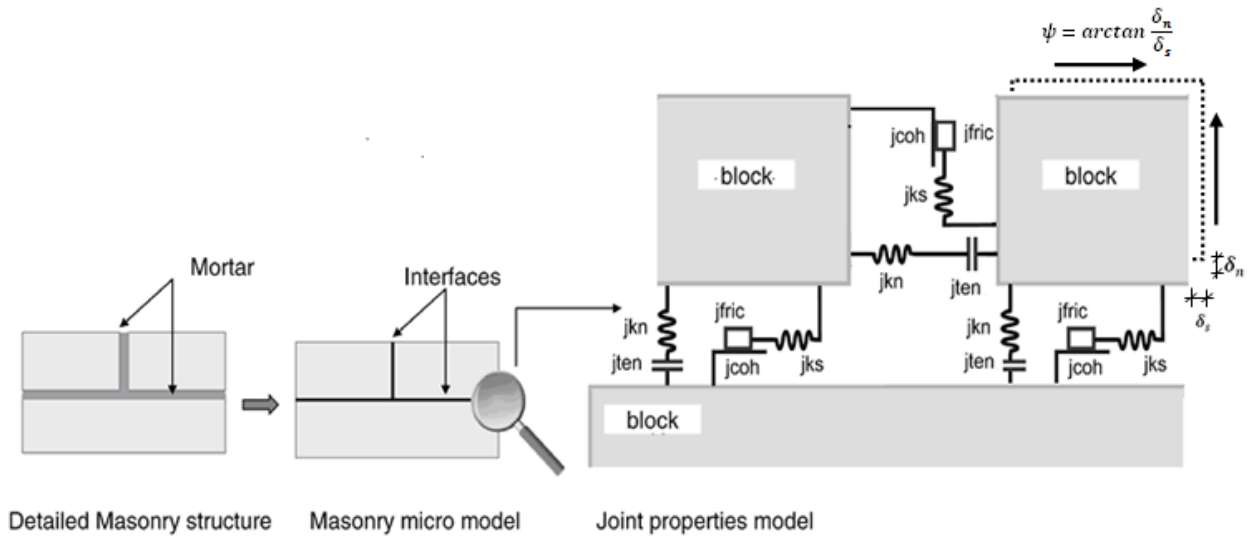 ψ = arctan δn/δs
jcoh
jfric
block
block
jks
Mortar
Interfaces
jkn
jten
δn
δs
jkn
jfric
jkn
jfric
jten
jcoh
jks
jten
jcoh
jks
block
Detailed Masonry structure
Masonry micro model
Joint properties model